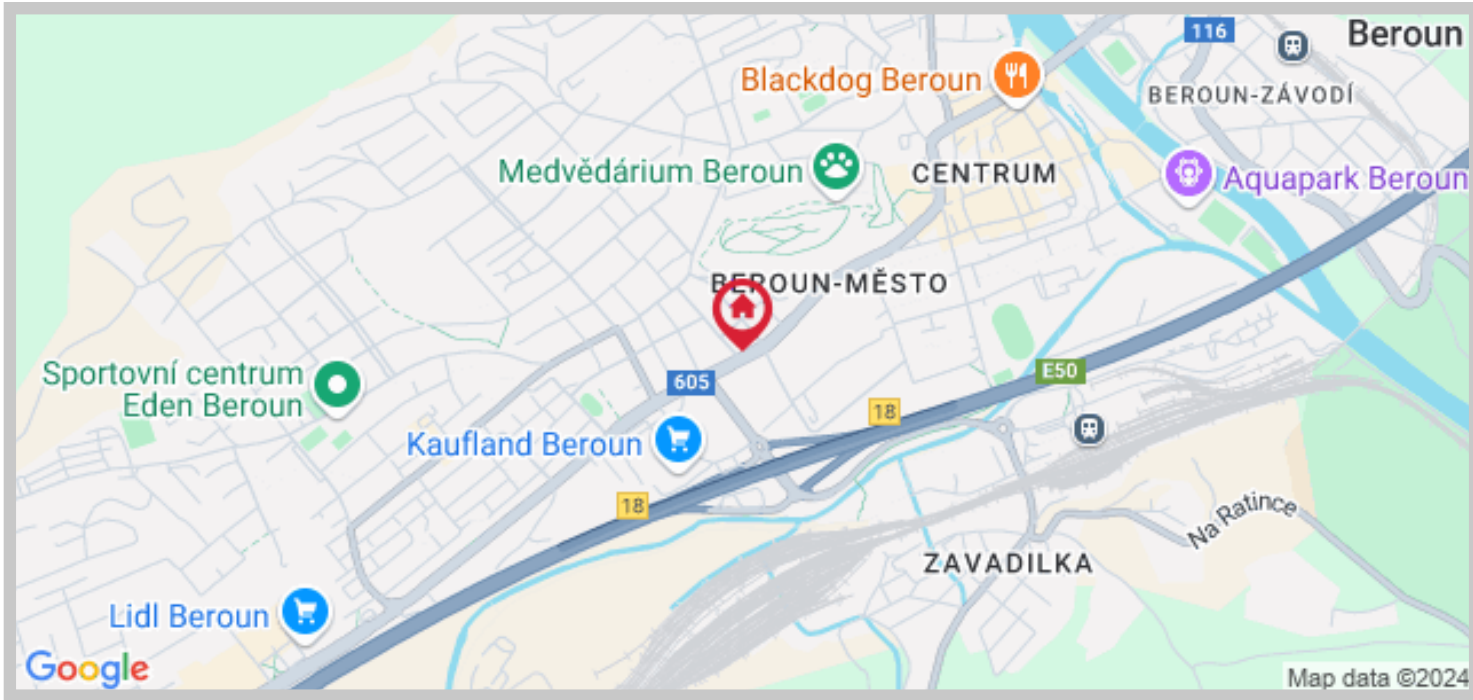 116
Beroun
Blackdog Beroun
BEROUN-ZÁVODÍ
Medvědárium Beroun
CENTRUM
Aquapark Beroun
BEROUN-MĚSTO
Sportovní centrum
Eden Beroun
605
E50
18
Kaufland Beroun
18
Na Ratince
ZAVADILKA
Lidl Beroun
Google
Map data ©2024